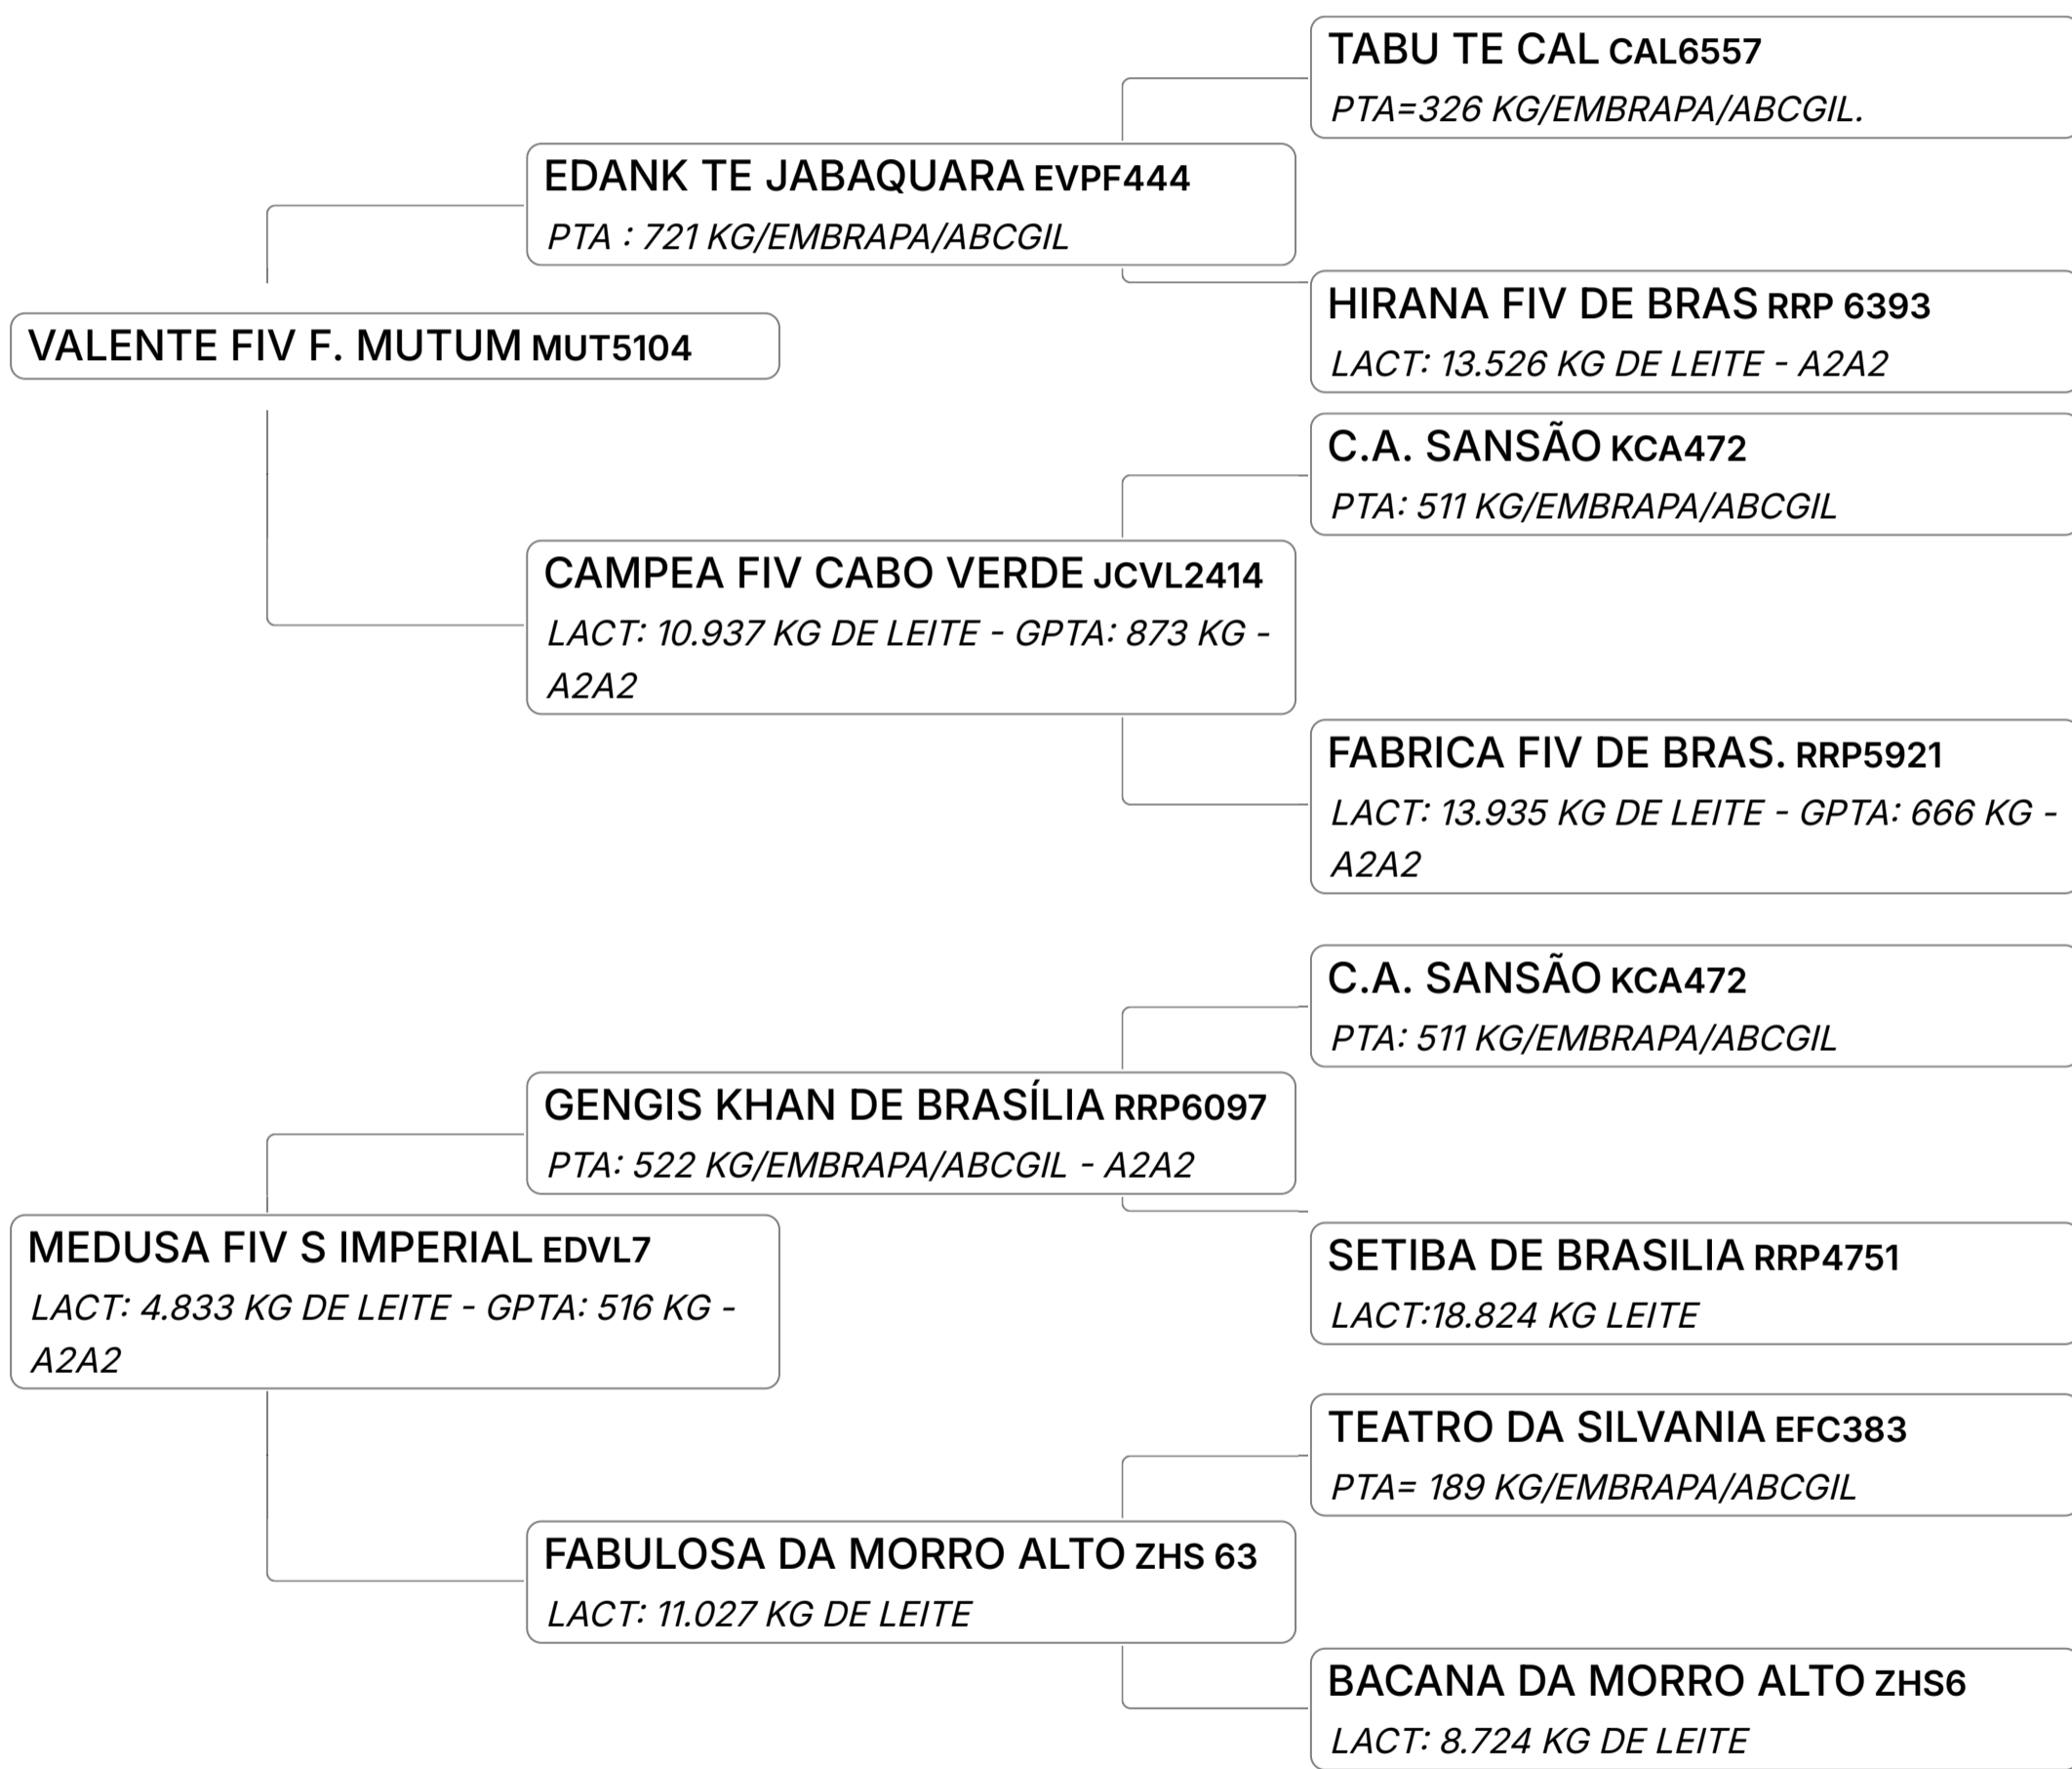 TABU TE CAL CAL6557
PTA=326 KG/EMBRAPA/ABCGIL.
EDANK TE JABAQUARA EVPF444
PTA : 721 KG/EMBRAPA/ABCGIL
HIRANA FIV DE BRAS RRP 6393
LACT: 13.526 KG DE LEITE - A2A2
VALENTE FIV F. MUTUM MUT5104
C.A. SANSÃO KCA472
PTA: 511 KG/EMBRAPA/ABCGIL
CAMPEA FIV CABO VERDE JCVL2414
LACT: 10.937 KG DE LEITE - GPTA: 873 KG -
A2A2
FABRICA FIV DE BRAS. RRP5921
LACT: 13.935 KG DE LEITE - GPTA: 666 KG -
A2A2
C.A. SANSÃO KCA472
PTA: 511 KG/EMBRAPA/ABCGIL
GENGIS KHAN DE BRASÍLIA RRP6097
PTA: 522 KG/EMBRAPA/ABCGIL - A2A2
SETIBA DE BRASILIA RRP4751
LACT:18.824 KG LEITE
MEDUSA FIV S IMPERIAL EDVL7
LACT: 4.833 KG DE LEITE - GPTA: 516 KG -
A2A2
TEATRO DA SILVANIA EFC383
PTA= 189 KG/EMBRAPA/ABCGIL
FABULOSA DA MORRO ALTO ZHS 63
LACT: 11.027 KG DE LEITE
BACANA DA MORRO ALTO ZHS6
LACT: 8.724 KG DE LEITE